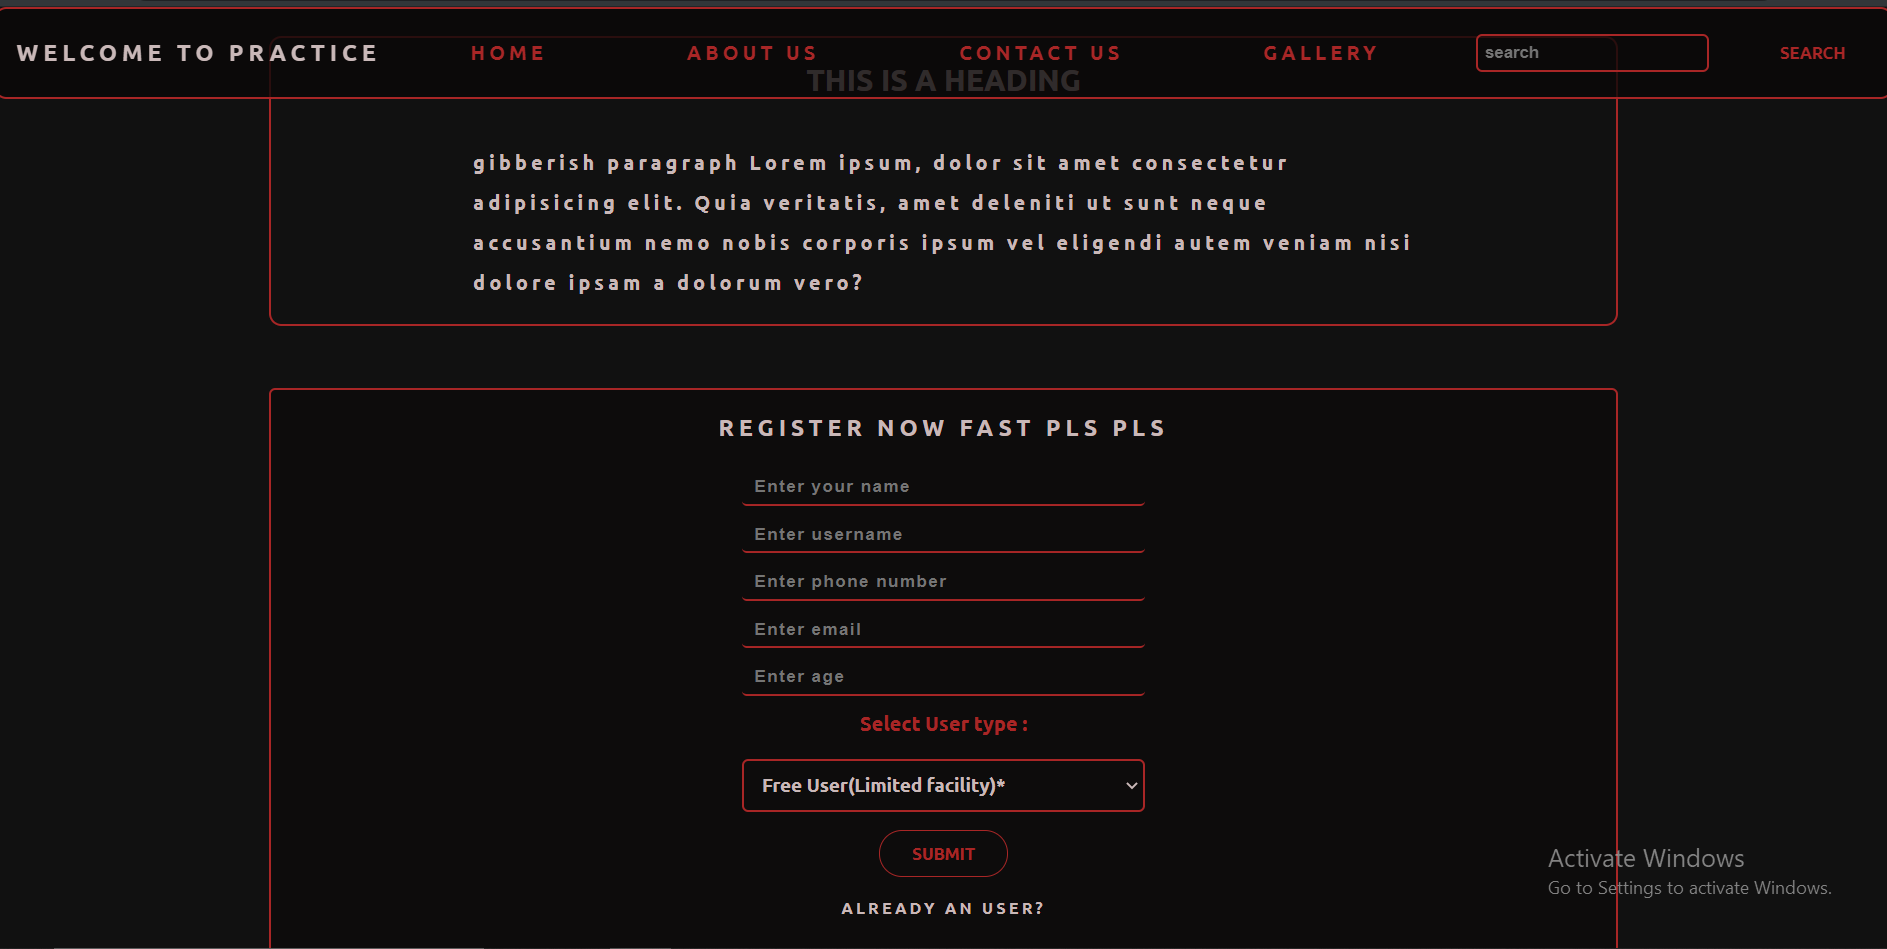 WELCOME TO PRACTICE HOME ABOUT US CONTACT US GALLERY search SEARCH
THIS IS A HEADING
gibberish paragraph Lorem ipsum, dolor sit amet consectetur
adipisicing elit. Quia veritatis, amet deleniti ut sunt neque
accusantium nemo nobis corporis ipsum vel eligendi autem veniam nisi
dolore ipsam a dolorum vero?
REGISTER NOW FAST PLS PLS
Enter your name
Enter username
Enter phone number
Enter email
Enter age
Select User type :
Free User(Limited facility)*
SUBMIT
ALREADY AN USER?
Activate Windows
Go to Settings to activate Windows.